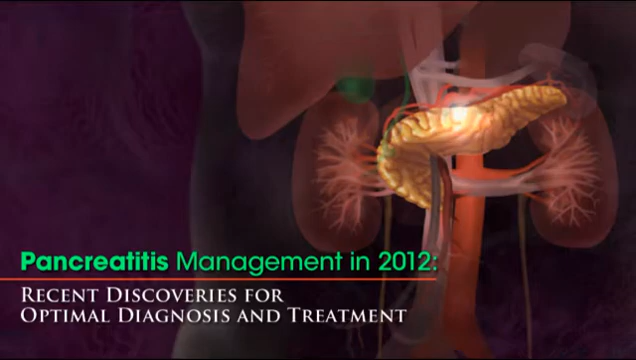 Pancreatitis Management in 2012:
Recent Discoveries for
Optimal Diagnosis and Treatment